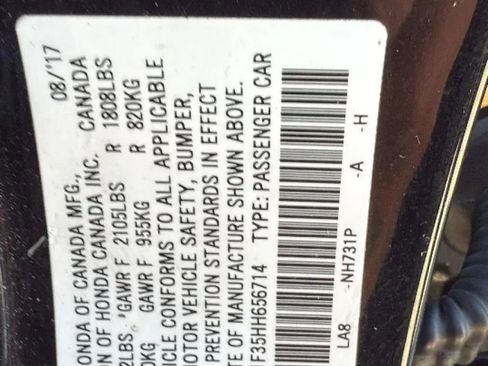 ONDA OF CANADA MFG., 08/'17
ON OF HONDA CANADA INC. CANADA
2LBS 'GAWR F 2105LBS R 1808LBS
0KG GAWR F 955KG R 820KG
ICLE CONFORMS TO ALL APPLICABLE
MOTOR VEHICLE SAFETY, BUMPER,
PREVENTION STANDARDS IN EFFECT
TE OF MANUFACTURE SHOWN ABOVE.
F35HH656714 TYPE: PASSENGER CAR
LA8 -NH731P -A -H